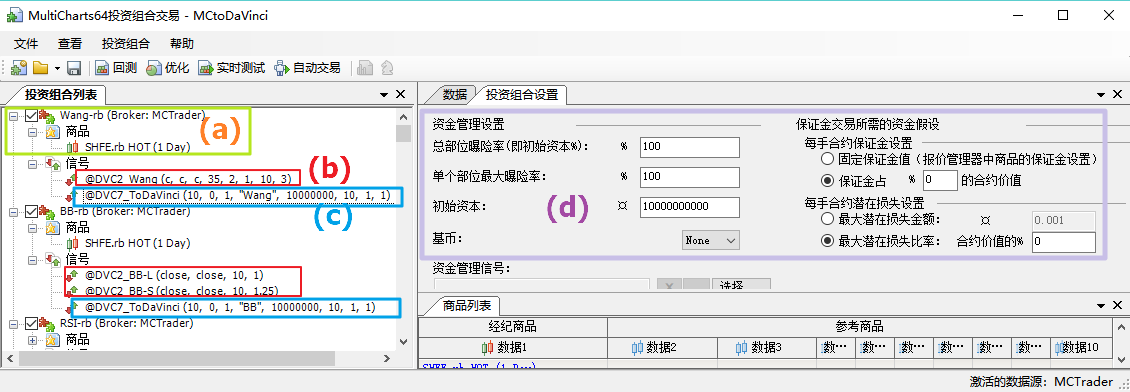 MultiCharts64投资组合交易 - MCtoDaVinci
文件 查看 投资组合 帮助
回测 优化 实时测试 自动交易
投资组合列表
Wang-rb (Broker: MCTrader)
商品
SHFE.rb HOT (1 Day)
(a)
信号
(b)
@DVC2_Wang (c, c, c, 35, 2, 1, 10, 3)
@DVC7_ToDaVinci (10, 0, 1, "Wang", 10000000, 10, 1, 1)
(c)
BB-rb (Broker: MCTrader)
商品
SHFE.rb HOT (1 Day)
信号
@DVC2_BB-L (close, close, 10, 1)
@DVC2_BB-S (close, close, 10, 1.25)
@DVC7_ToDaVinci (10, 0, 1, "BB", 10000000, 10, 1, 1)
RSI-rb (Broker: MCTrader)
商品
数据 投资组合设置
资金管理设置
总部位曝险率(即初始资本%): % 100
单个部位最大曝险率: % 100
初始资本: ¤ 10000000000
(d)
基币: None
资金管理信号:
选择
保证金交易所需的资金假设
每手合约保证金设置
固定保证金值(报价管理器中商品的保证金设置)
保证金占 % 0 的合约价值
每手合约潜在损失设置
最大潜在损失金额: ¤ 0.001
最大潜在损失比率: 合约价值的% 0
商品列表
经纪商品 参考商品
数据1 数据2 数据3 数… 数… 数… 数… 数… 数… 数据10
SHFE.rb HOT (1 D…)
激活的数据源: MCTrader